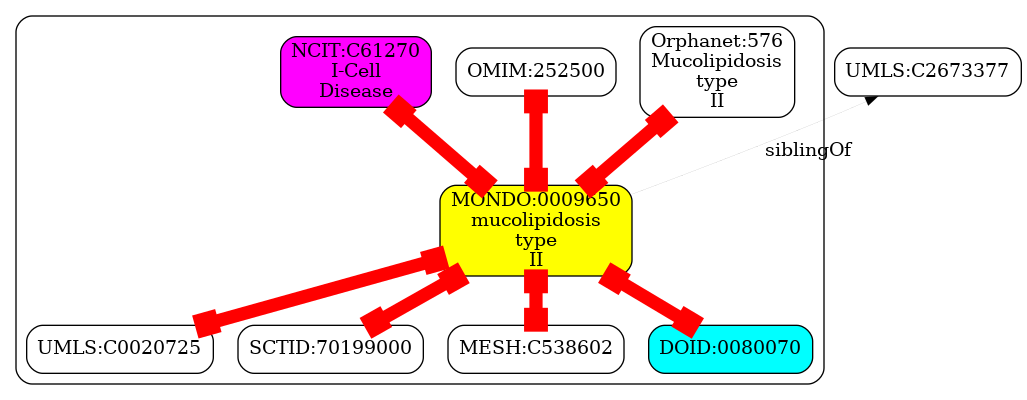 NCIT:C61270
I-Cell
Disease
OMIM:252500
Orphanet:576
Mucolipidosis
type
II
UMLS:C2673377
siblingOf
MONDO:0009650
mucolipidosis
type
II
UMLS:C0020725
SCTID:70199000
MESH:C538602
DOID:0080070